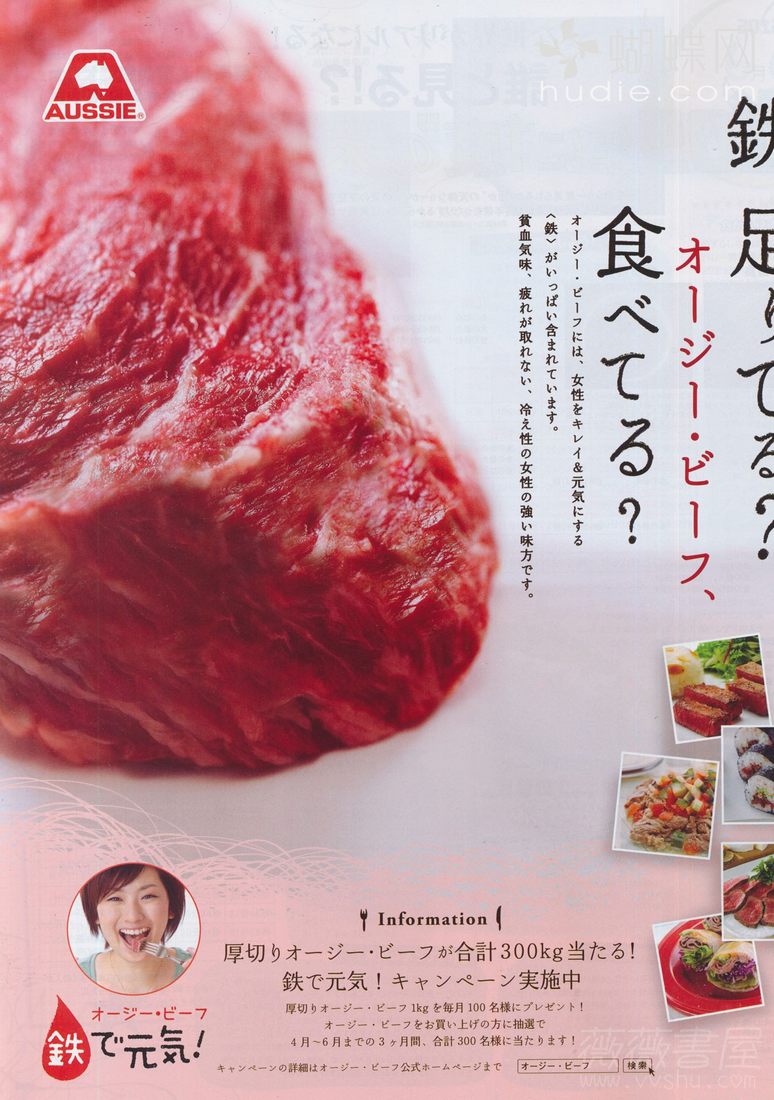 AUSSIE®
蝴蝶网
hudie.com
鉄足りてる?
オージー・ビーフ、
食べてる?
オージー・ビーフには、女性をキレイ&元気にする
〈鉄〉がいっぱい含まれています。
貧血気味、疲れが取れない、冷え性の女性の強い味方です。
Information
厚切りオージー・ビーフが合計300kg当たる!
鉄で元気!キャンペーン実施中
厚切りオージー・ビーフ1kgを毎月100名様にプレゼント!
オージー・ビーフをお買い上げの方に抽選で
4月〜6月までの3ヶ月間、合計300名様に当たります!
キャンペーンの詳細はオージー・ビーフ公式ホームページまで オージー・ビーフ 検索
オージー・ビーフ
鉄で元気!
薇薇書屋
www.vvshu.com